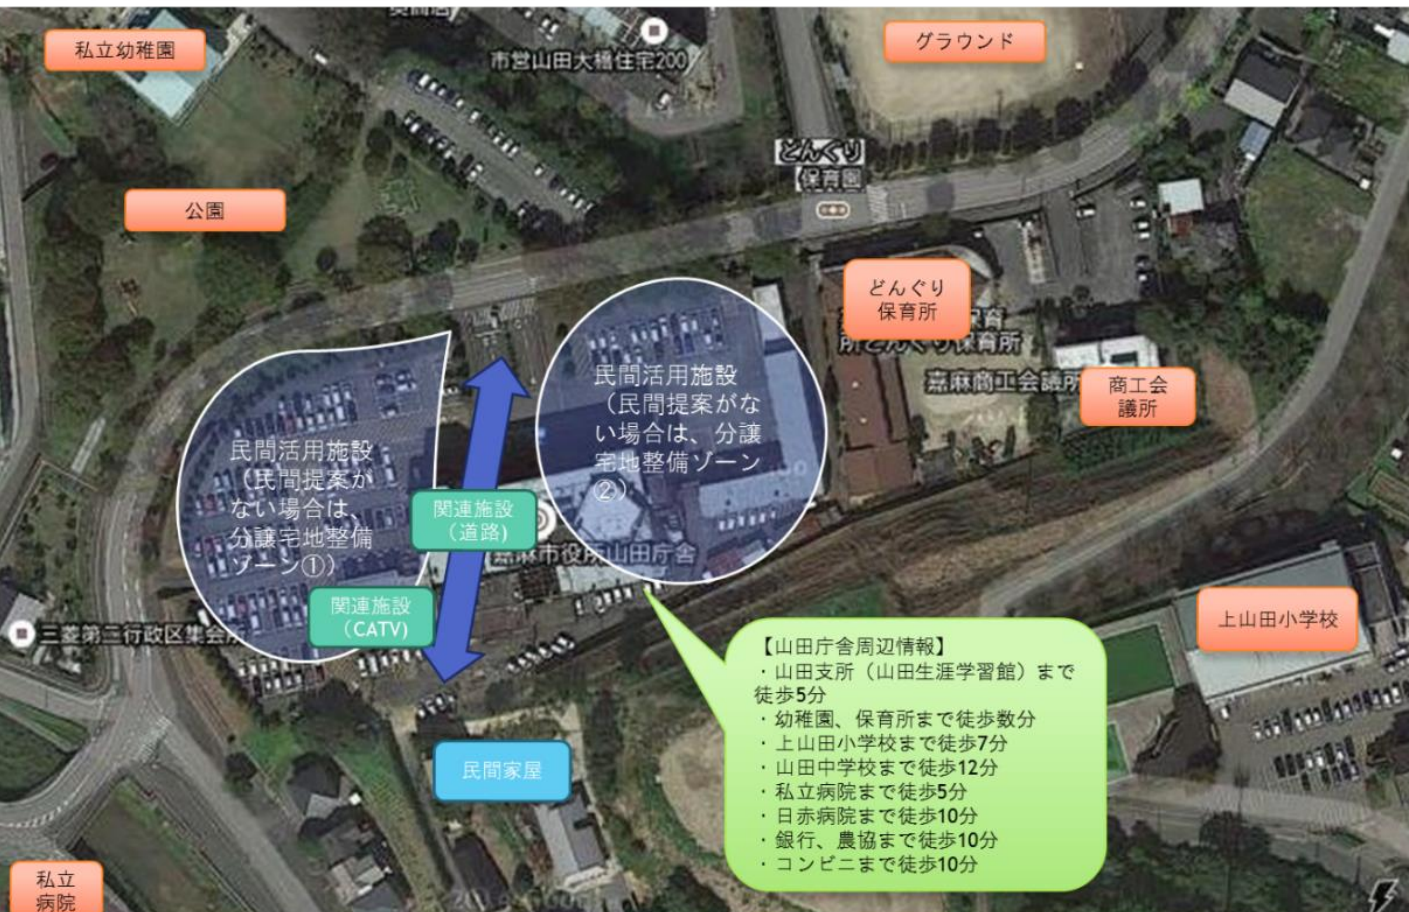 私立幼稚園
市営山田大橋住宅200
グラウンド
どんぐり
保育園
公園
どんぐり
保育所
どんぐり保育所
嘉麻商工会議所
商工会
議所
民間活用施設
(民間提案がな
い場合は、分譲
宅地整備ゾーン
②)
民間活用施設
(民間提案が
ない場合は、
分譲宅地整備
ゾーン①)
関連施設
(道路)
嘉麻市役所山田庁舎
関連施設
(CATV)
三菱第二行政区集会所
上山田小学校
【山田庁舎周辺情報】
・山田支所(山田生涯学習館)まで
徒歩5分
・幼稚園、保育所まで徒歩数分
・上山田小学校まで徒歩7分
・山田中学校まで徒歩12分
・私立病院まで徒歩5分
・日赤病院まで徒歩10分
・銀行、農協まで徒歩10分
・コンビニまで徒歩10分
民間家屋
私立
病院